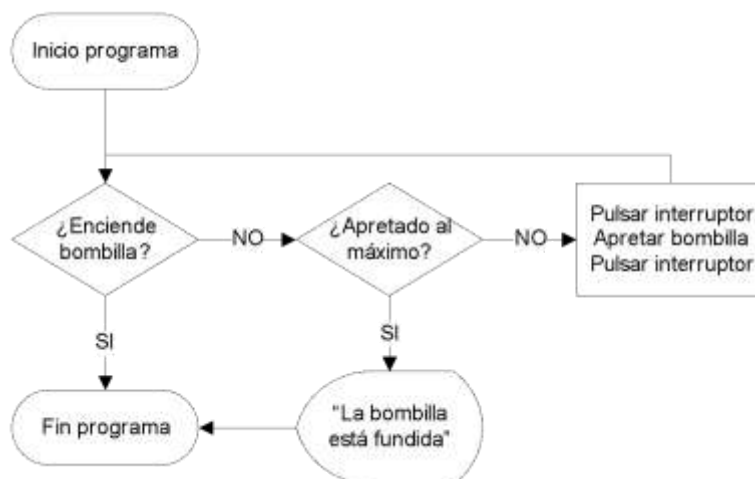 Inicio programa
¿Enciende
bombilla?
NO
¿Apretado al
máximo?
NO
Pulsar interruptor
Apretar bombilla
Pulsar interruptor
SI
SI
Fin programa
"La bombilla
está fundida"